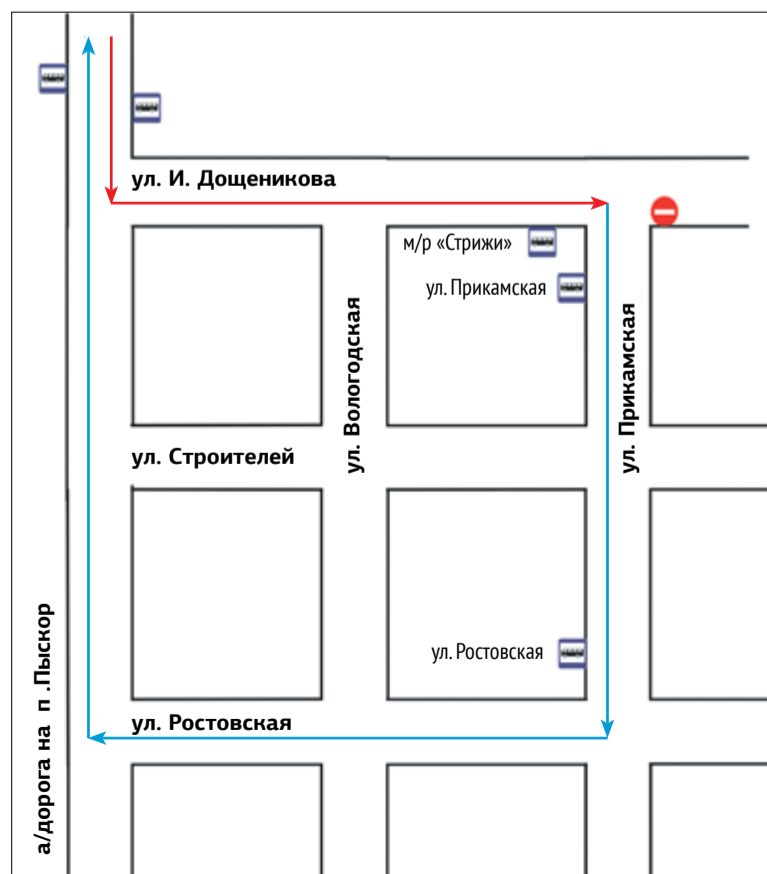 ул. И. Дощеникова
м/р «Стрижи»
ул. Прикамская
ул. Вологодская
ул. Прикамская
ул. Строителей
ул. Ростовская
а/дорога на п .Пыскор
ул. Ростовская